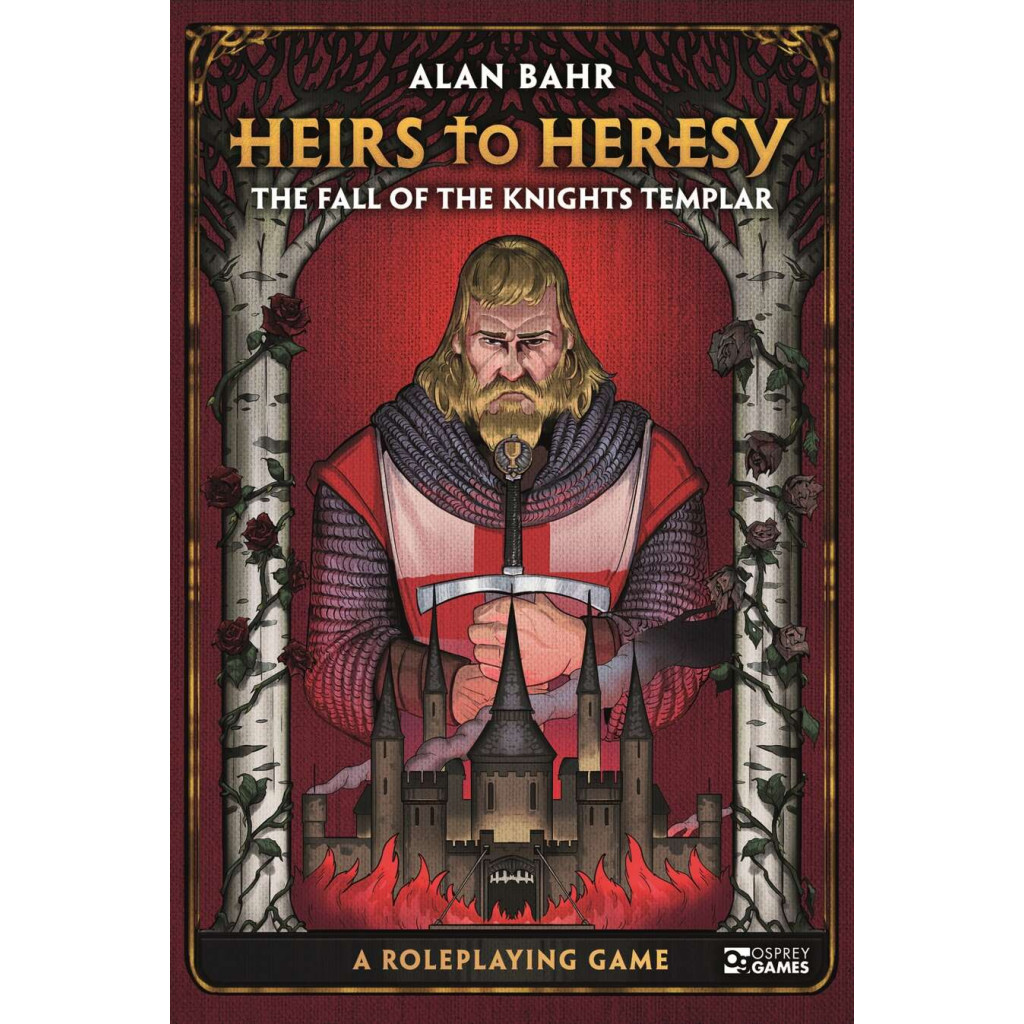 ALAN BAHR
HEIRS TO HERESY
THE FALL OF THE KNIGHTS TEMPLAR
A ROLEPLAYING GAME
OSPREY
GAMES